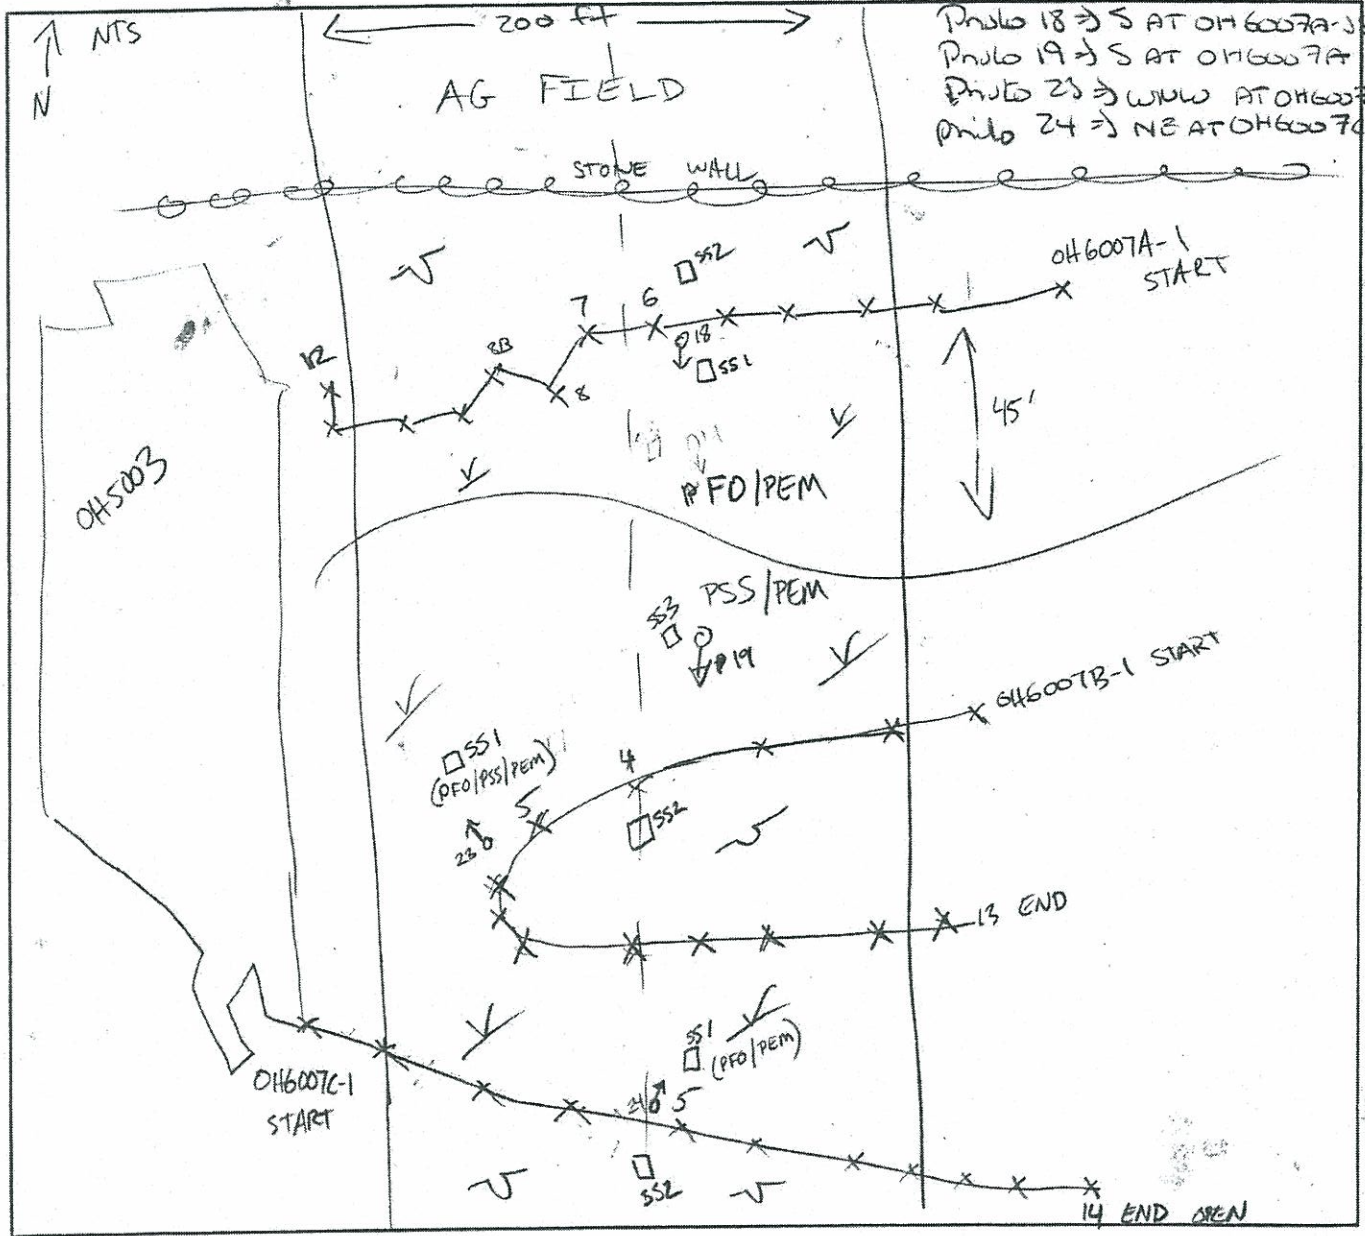 NTS
N
200 ft
AG FIELD
Photo 18 → S AT OH6007A-
Photo 19 → S AT OH6007A
Photo 23 → WNW AT OH6007
Photo 24 → NE AT OH6007C
STONE WALL
SS2
OH6007A-1
START
7
6
18
SS1
12
8B
8
45'
OH5003
PFO/PEM
PSS/PEM
SS3
P19
OH6007B-1 START
SS1
(PFO/PSS/PEM)
4
5
SS2
23
13 END
SS1
(PFO/PEM)
OH6007C-1
START
24
5
SS2
14 END OPEN